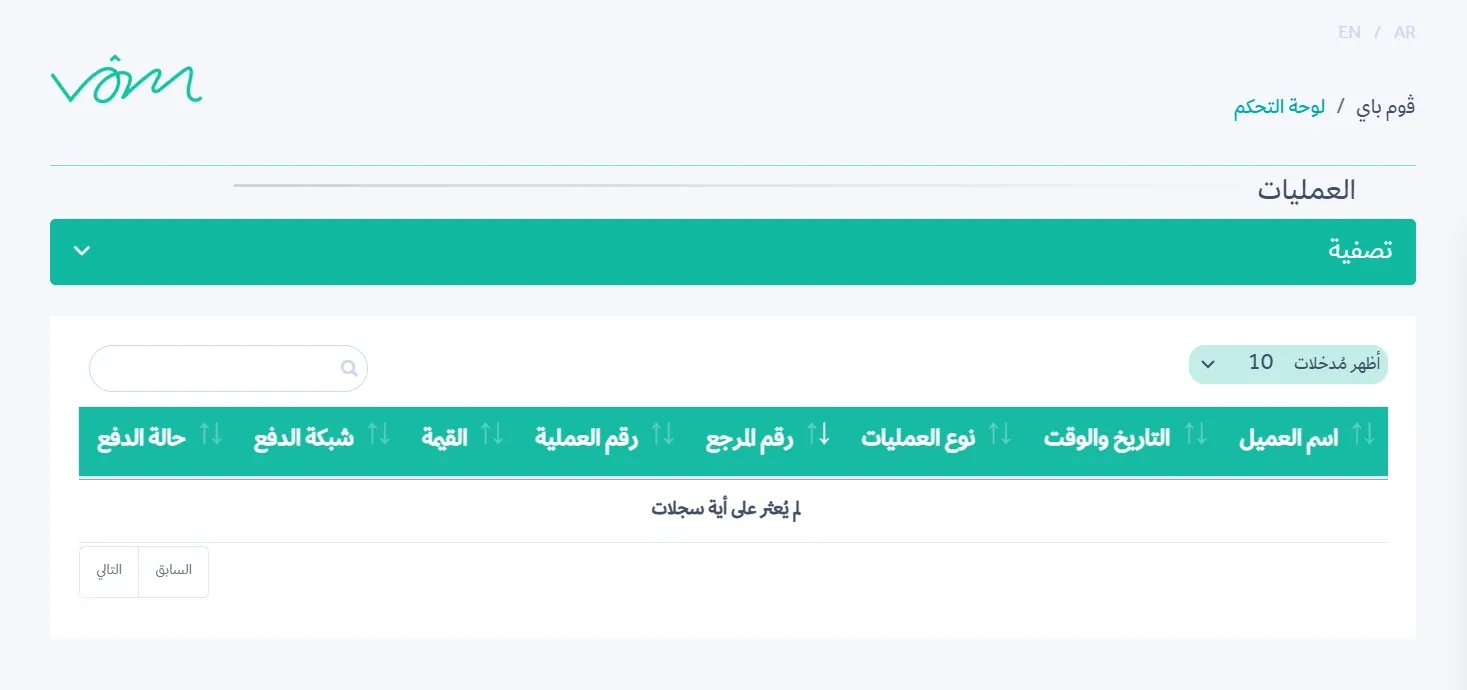 AR / EN
vôm
ڤوم باي / لوحة التحكم
العمليات
تصفية
أظهر مُدخلات 10
اسم العميل التاريخ والوقت نوع العمليات رقم المرجع رقم العملية القيمة شبكة الدفع حالة الدفع
لم يُعثر على أية سجلات
السابق التالي